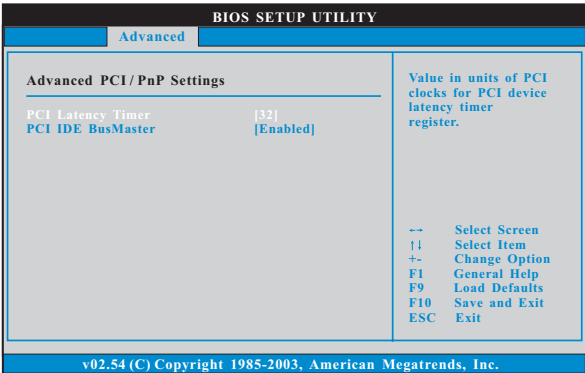 BIOS SETUP UTILITY
Advanced
Advanced PCI / PnP Settings
PCI Latency Timer [32]
PCI IDE BusMaster [Enabled]
Value in units of PCI
clocks for PCI device
latency timer
register.
←→ Select Screen
↑↓ Select Item
+- Change Option
F1 General Help
F9 Load Defaults
F10 Save and Exit
ESC Exit
v02.54 (C) Copyright 1985-2003, American Megatrends, Inc.